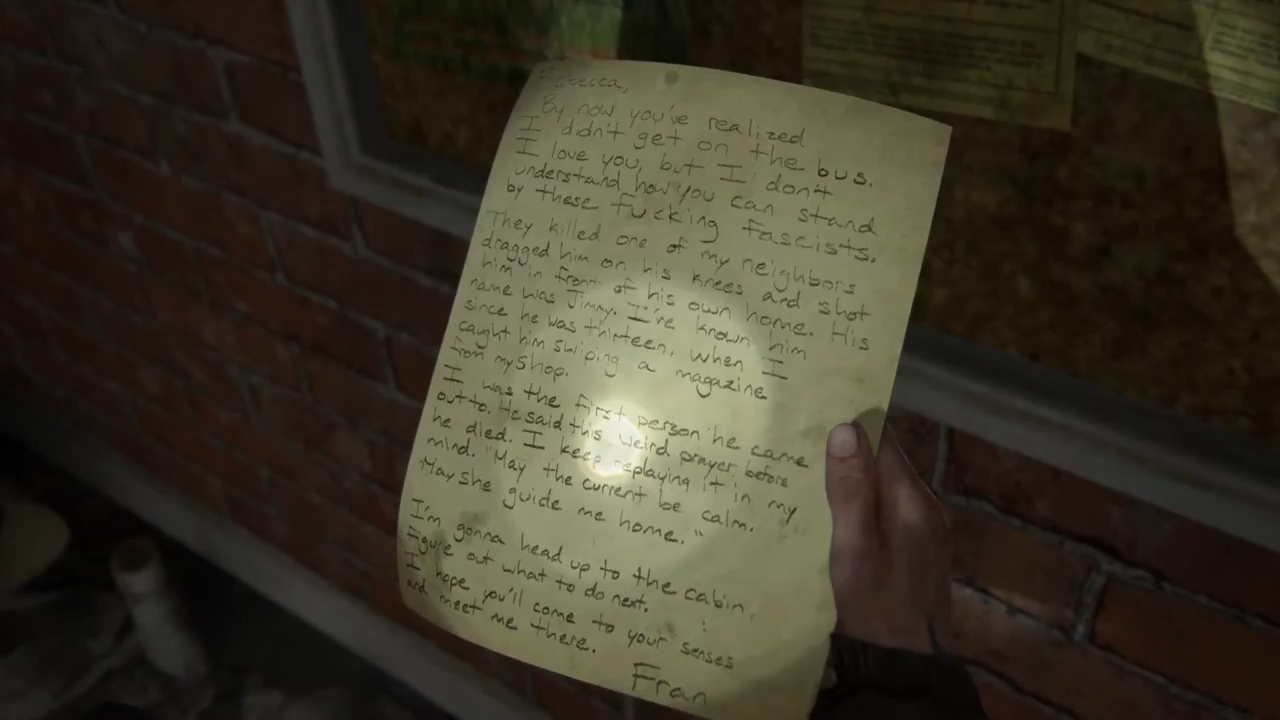 By now you've realized
I didn't get on the bus.
I love you, but I don't
understand how you can stand
by these fucking fascists.
They killed one of my neighbors
dragged him on his knees and shot
him in front of his own home. His
name was Jimmy. I've known him
since he was thirteen. When I
caught him swiping a magazine
from my shop.
I was the first person he came
out to. He said this weird prayer before
he died. I keep replaying it in my
mind. "May the current be calm.
May she guide me home."
I'm gonna head up to the cabin,
figure out what to do next.
I hope you'll come to your senses
and meet me there.
Fran